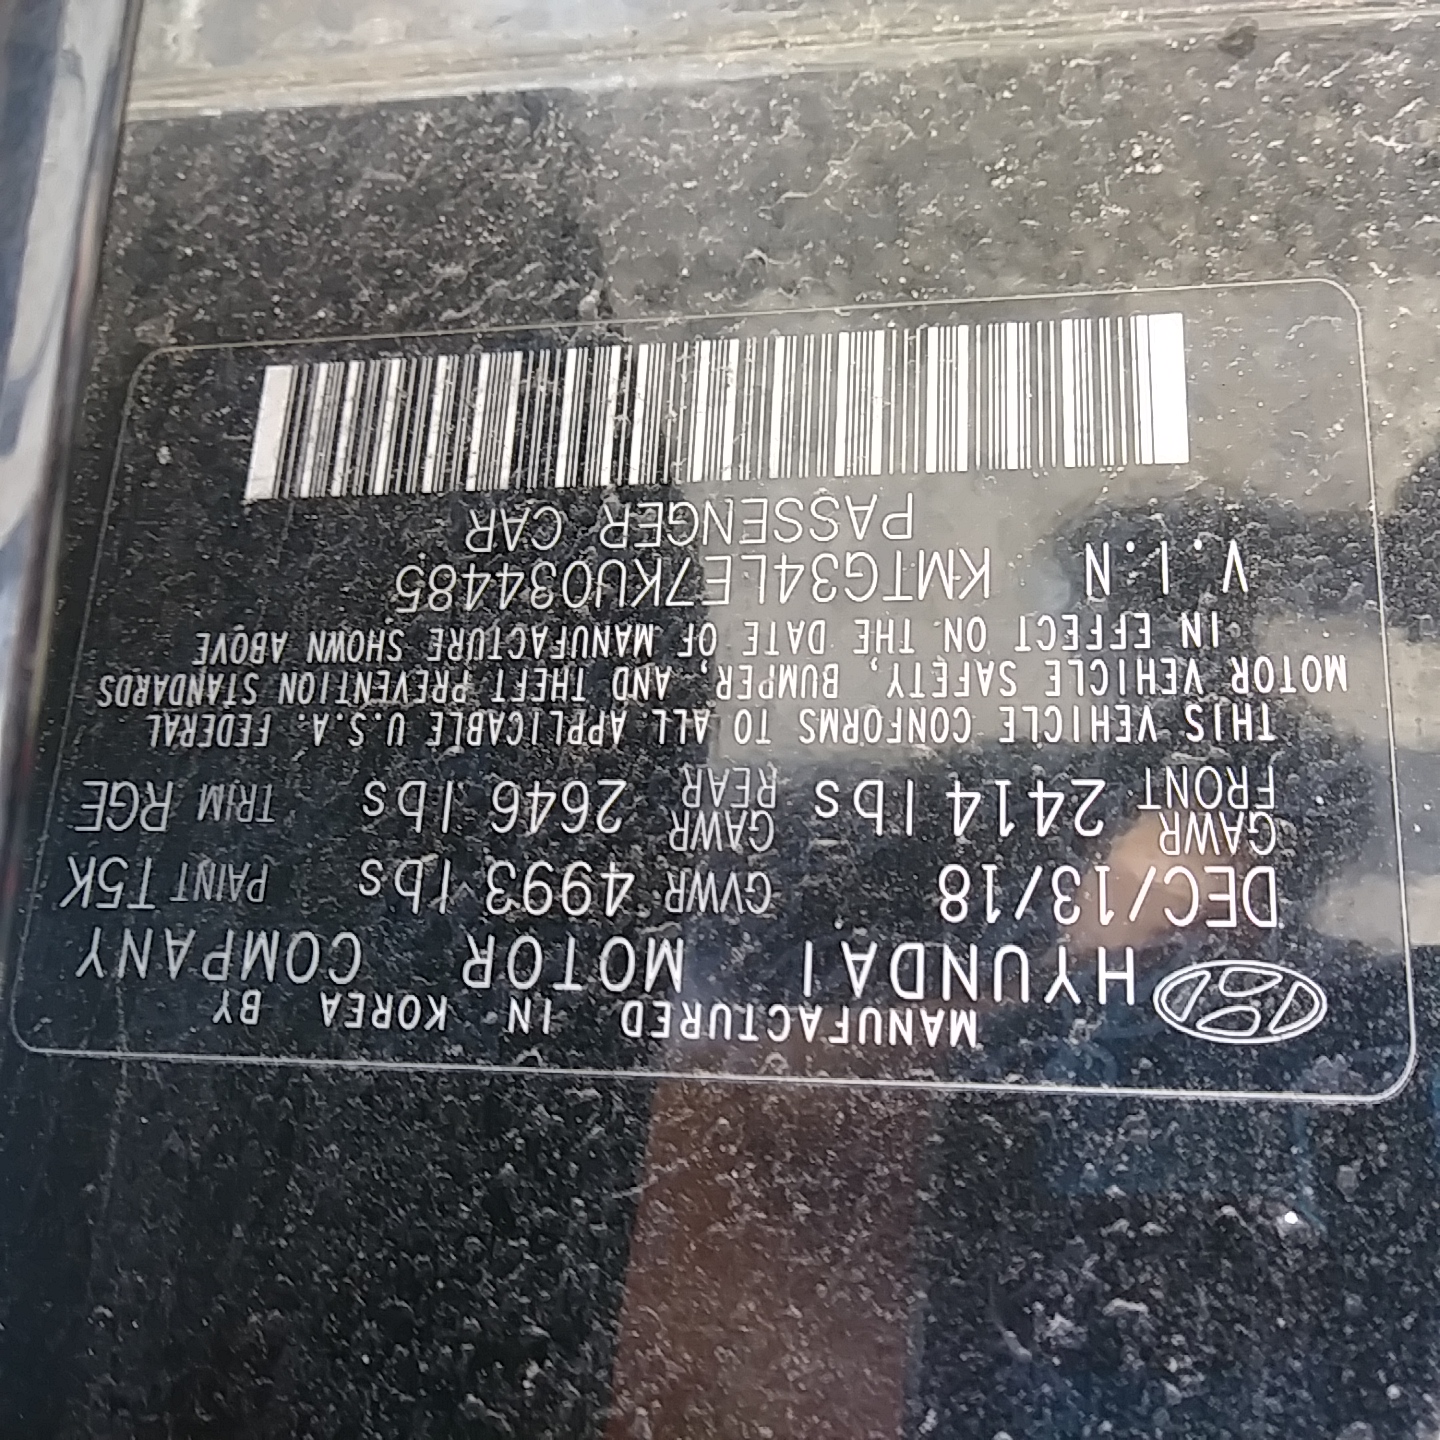 MANUFACTURED IN KOREA BY
HYUNDAI MOTOR COMPANY
DEC/13/18 GVWR 4993 lbs PAINT T5K
GAWR FRONT 2414 lbs GAWR REAR 2646 lbs TRIM RGE
THIS VEHICLE CONFORMS TO ALL APPLICABLE U.S.A. FEDERAL
MOTOR VEHICLE SAFETY, BUMPER, AND THEFT PREVENTION STANDARDS
IN EFFECT ON THE DATE OF MANUFACTURE SHOWN ABOVE
V.I.N KMTG34LE7KU034485
PASSENGER CAR